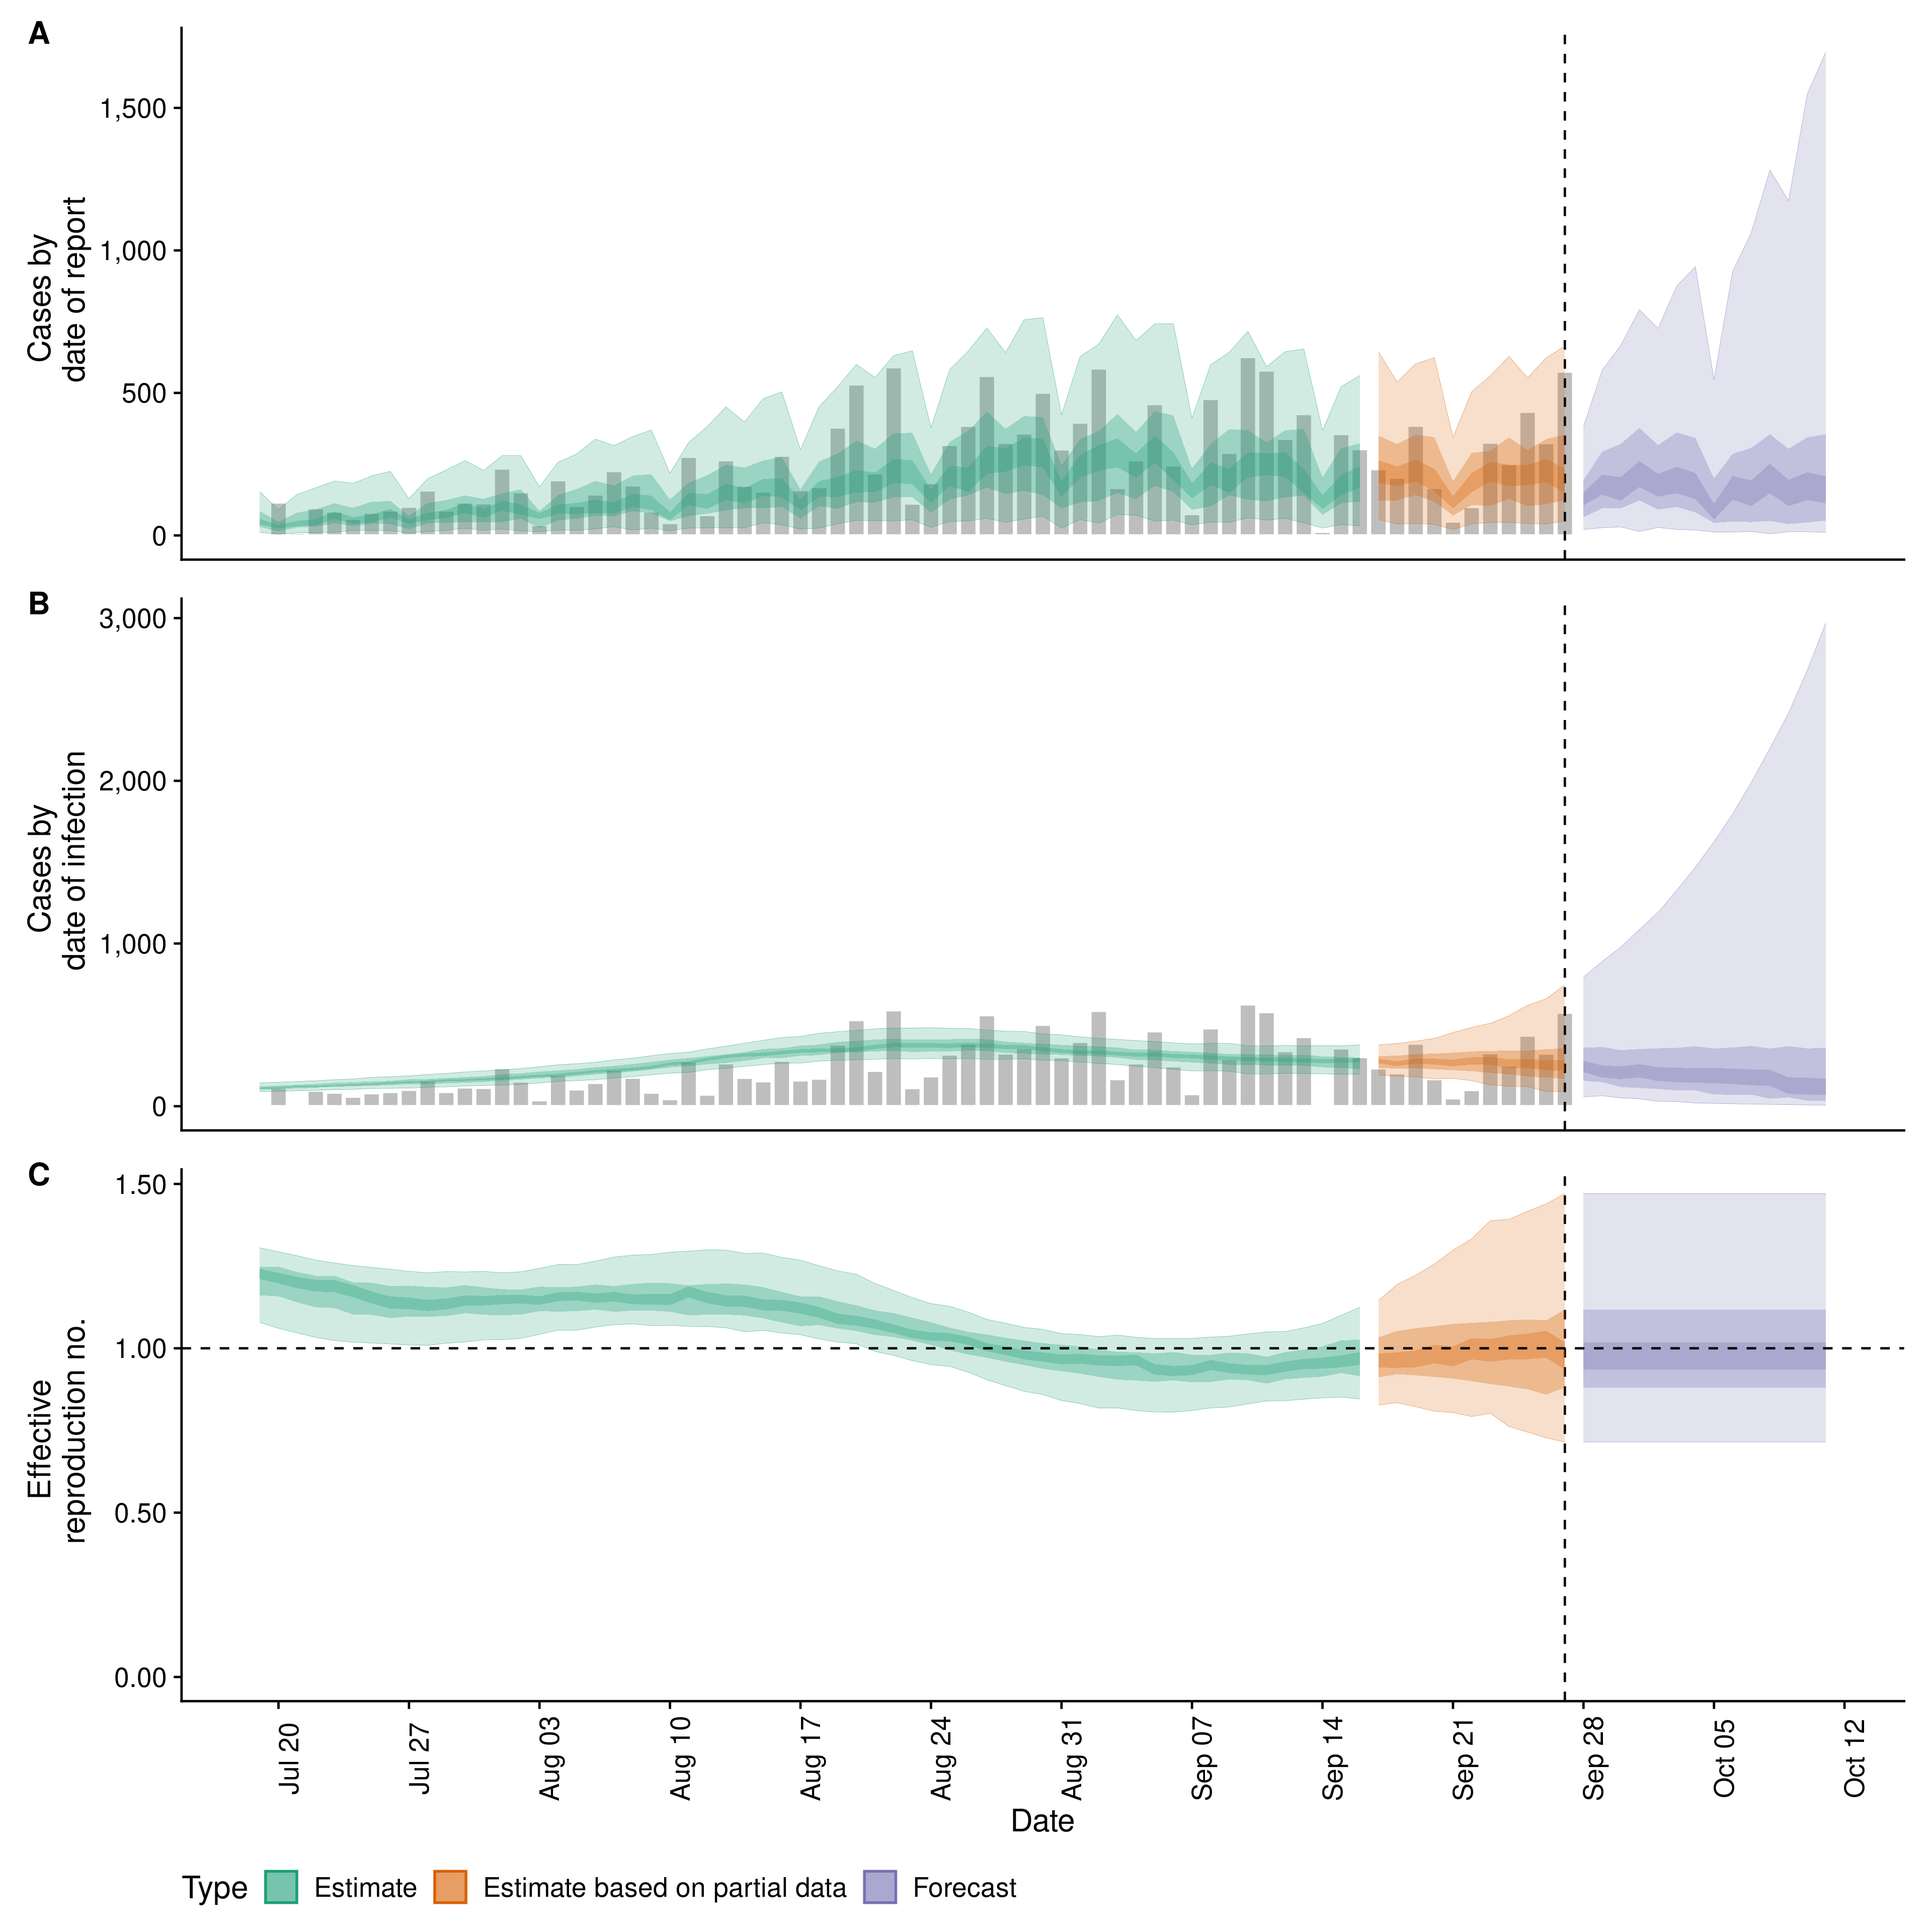 A
Cases by
date of report
1,500
1,000
500
0
B
Cases by
date of infection
3,000
2,000
1,000
0
C
Effective
reproduction no.
1.50
1.00
0.50
0.00
Jul 20
Jul 27
Aug 03
Aug 10
Aug 17
Aug 24
Aug 31
Sep 07
Sep 14
Sep 21
Sep 28
Oct 05
Oct 12
Date
Type
Estimate
Estimate based on partial data
Forecast